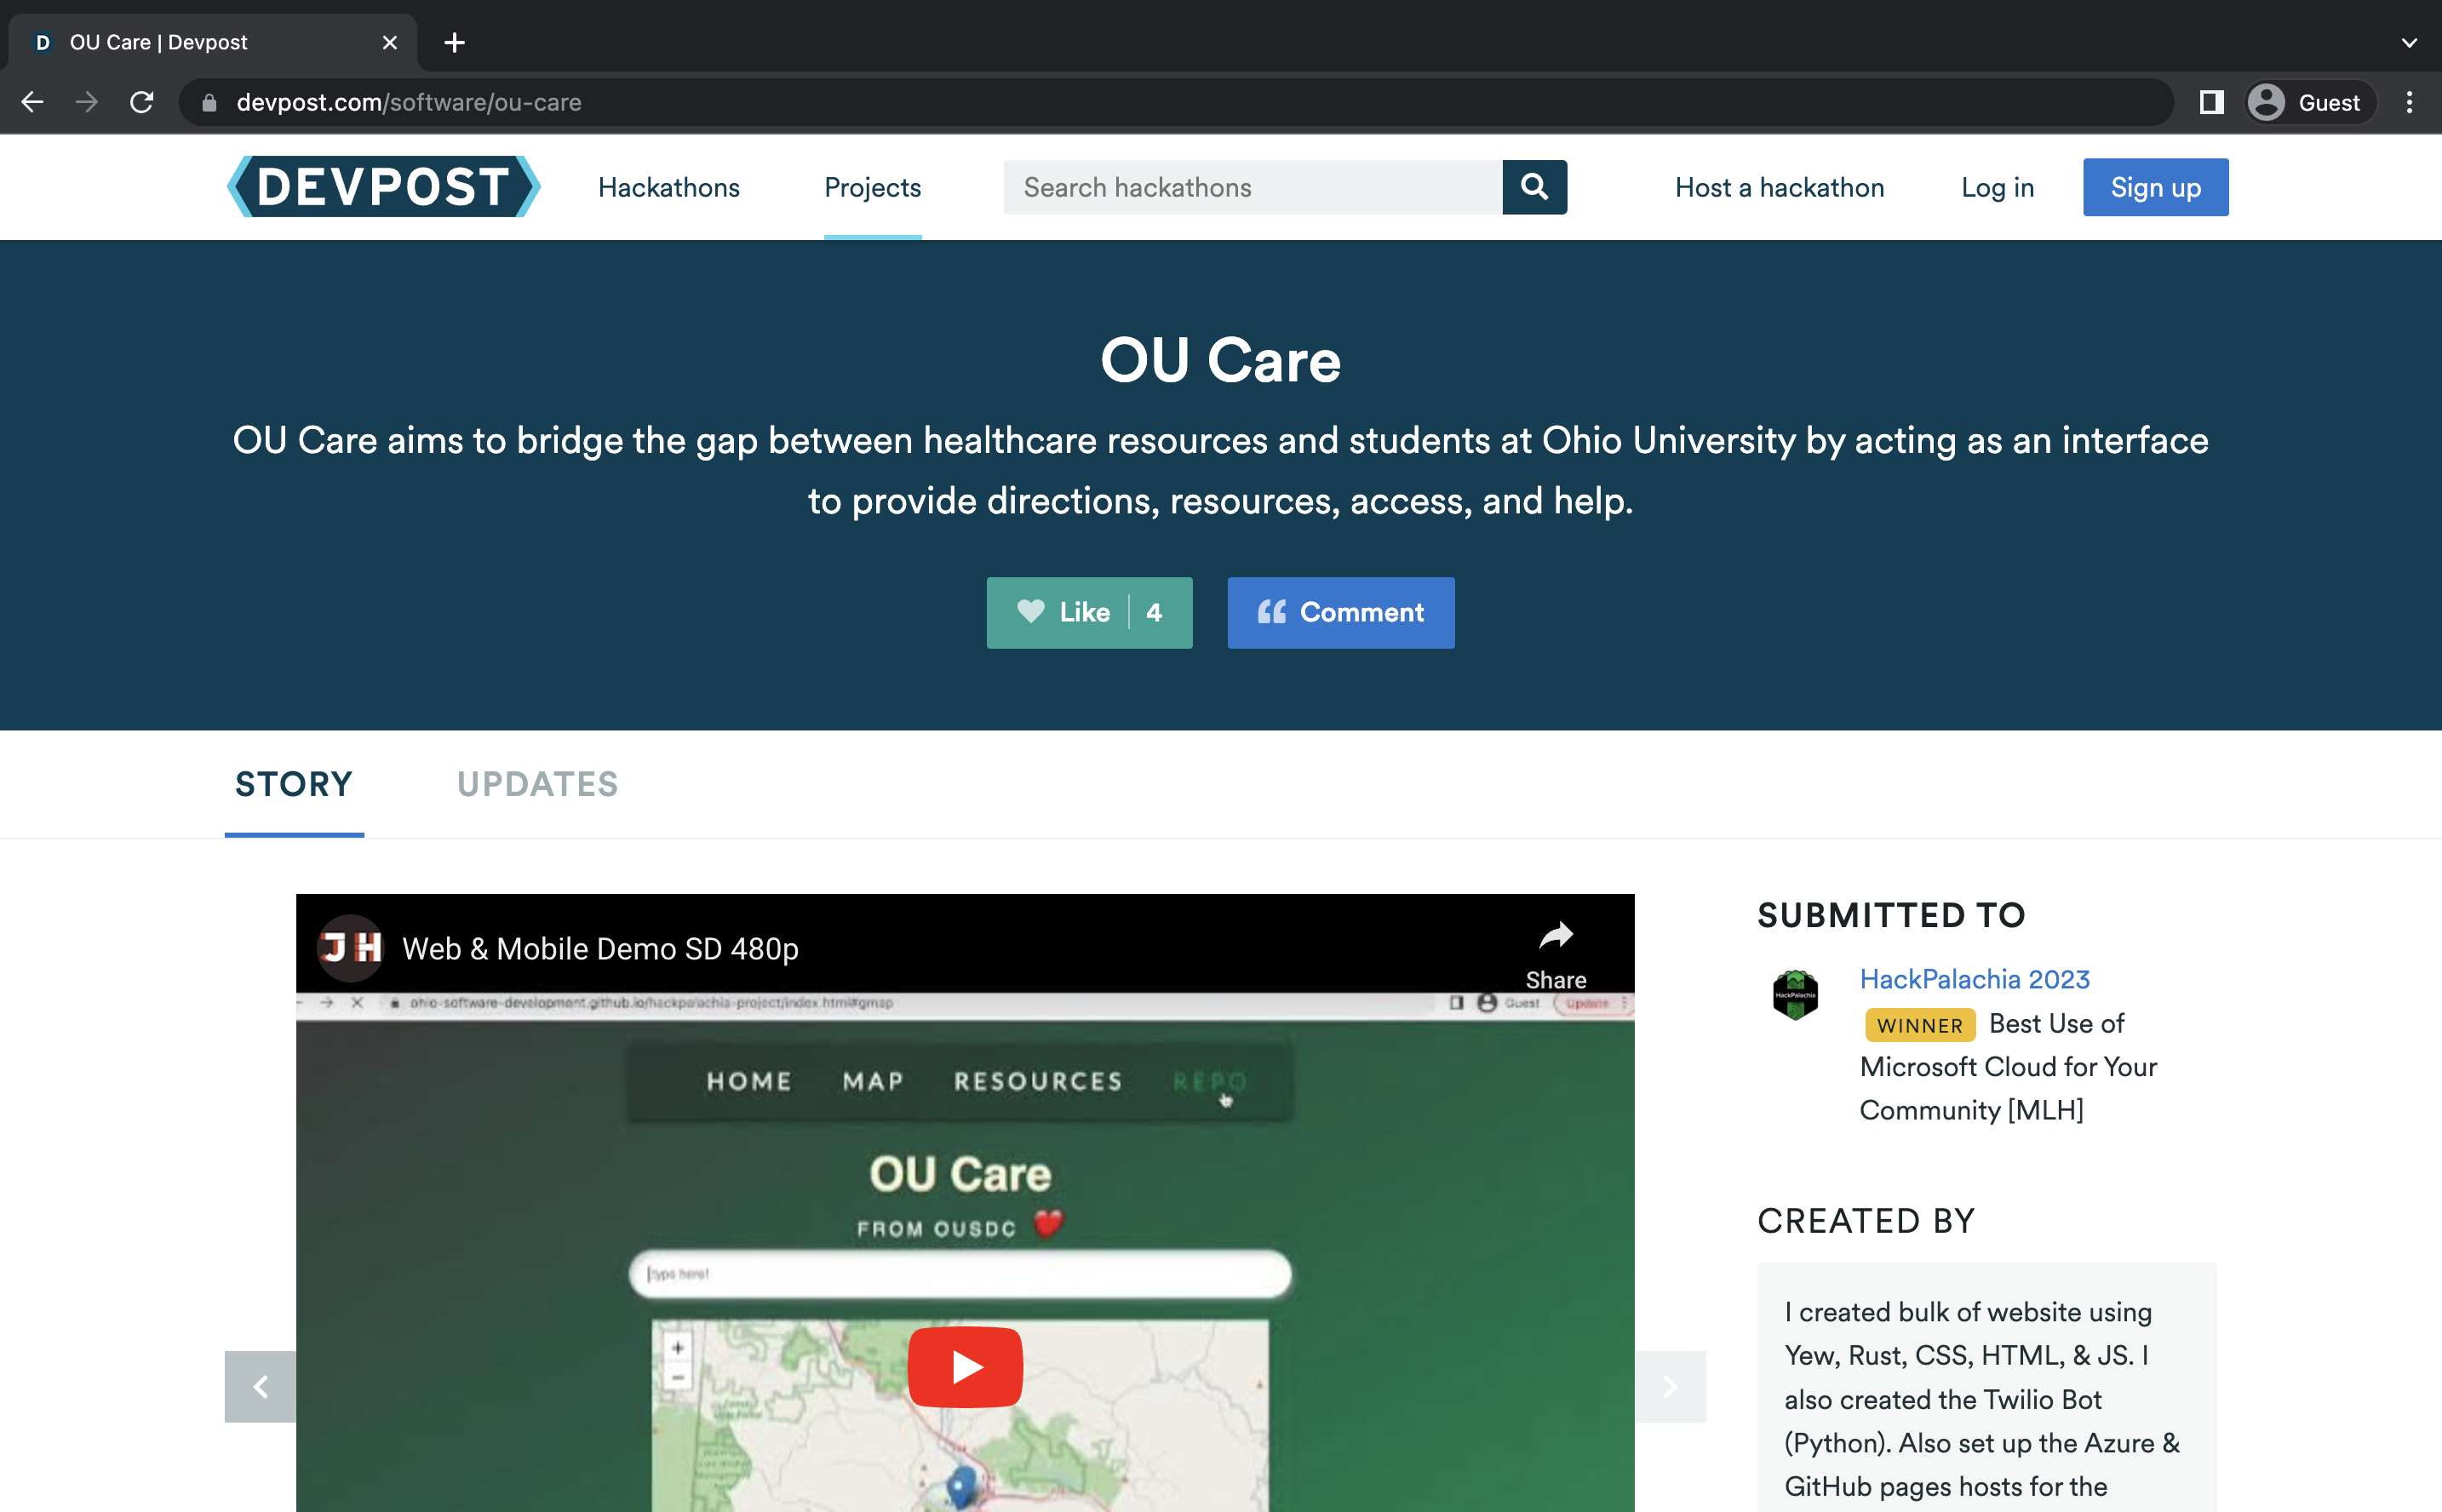 D OU Care | Devpost
devpost.com/software/ou-care
Guest
DEVPOST
Hackathons
Projects
Search hackathons
Host a hackathon
Log in
Sign up
OU Care
OU Care aims to bridge the gap between healthcare resources and students at Ohio University by acting as an interface
to provide directions, resources, access, and help.
Like 4
Comment
STORY
UPDATES
JH Web & Mobile Demo SD 480p
Share
ohio-software-development.github.io/hackpalachia-project/index.html#gmap
Guest
Update
HOME
MAP
RESOURCES
REPO
OU Care
FROM OUSDC
type here!
+
−
SUBMITTED TO
HackPalachia
HackPalachia 2023
WINNER Best Use of
Microsoft Cloud for Your
Community [MLH]
CREATED BY
I created bulk of website using
Yew, Rust, CSS, HTML, & JS. I
also created the Twilio Bot
(Python). Also set up the Azure &
GitHub pages hosts for the